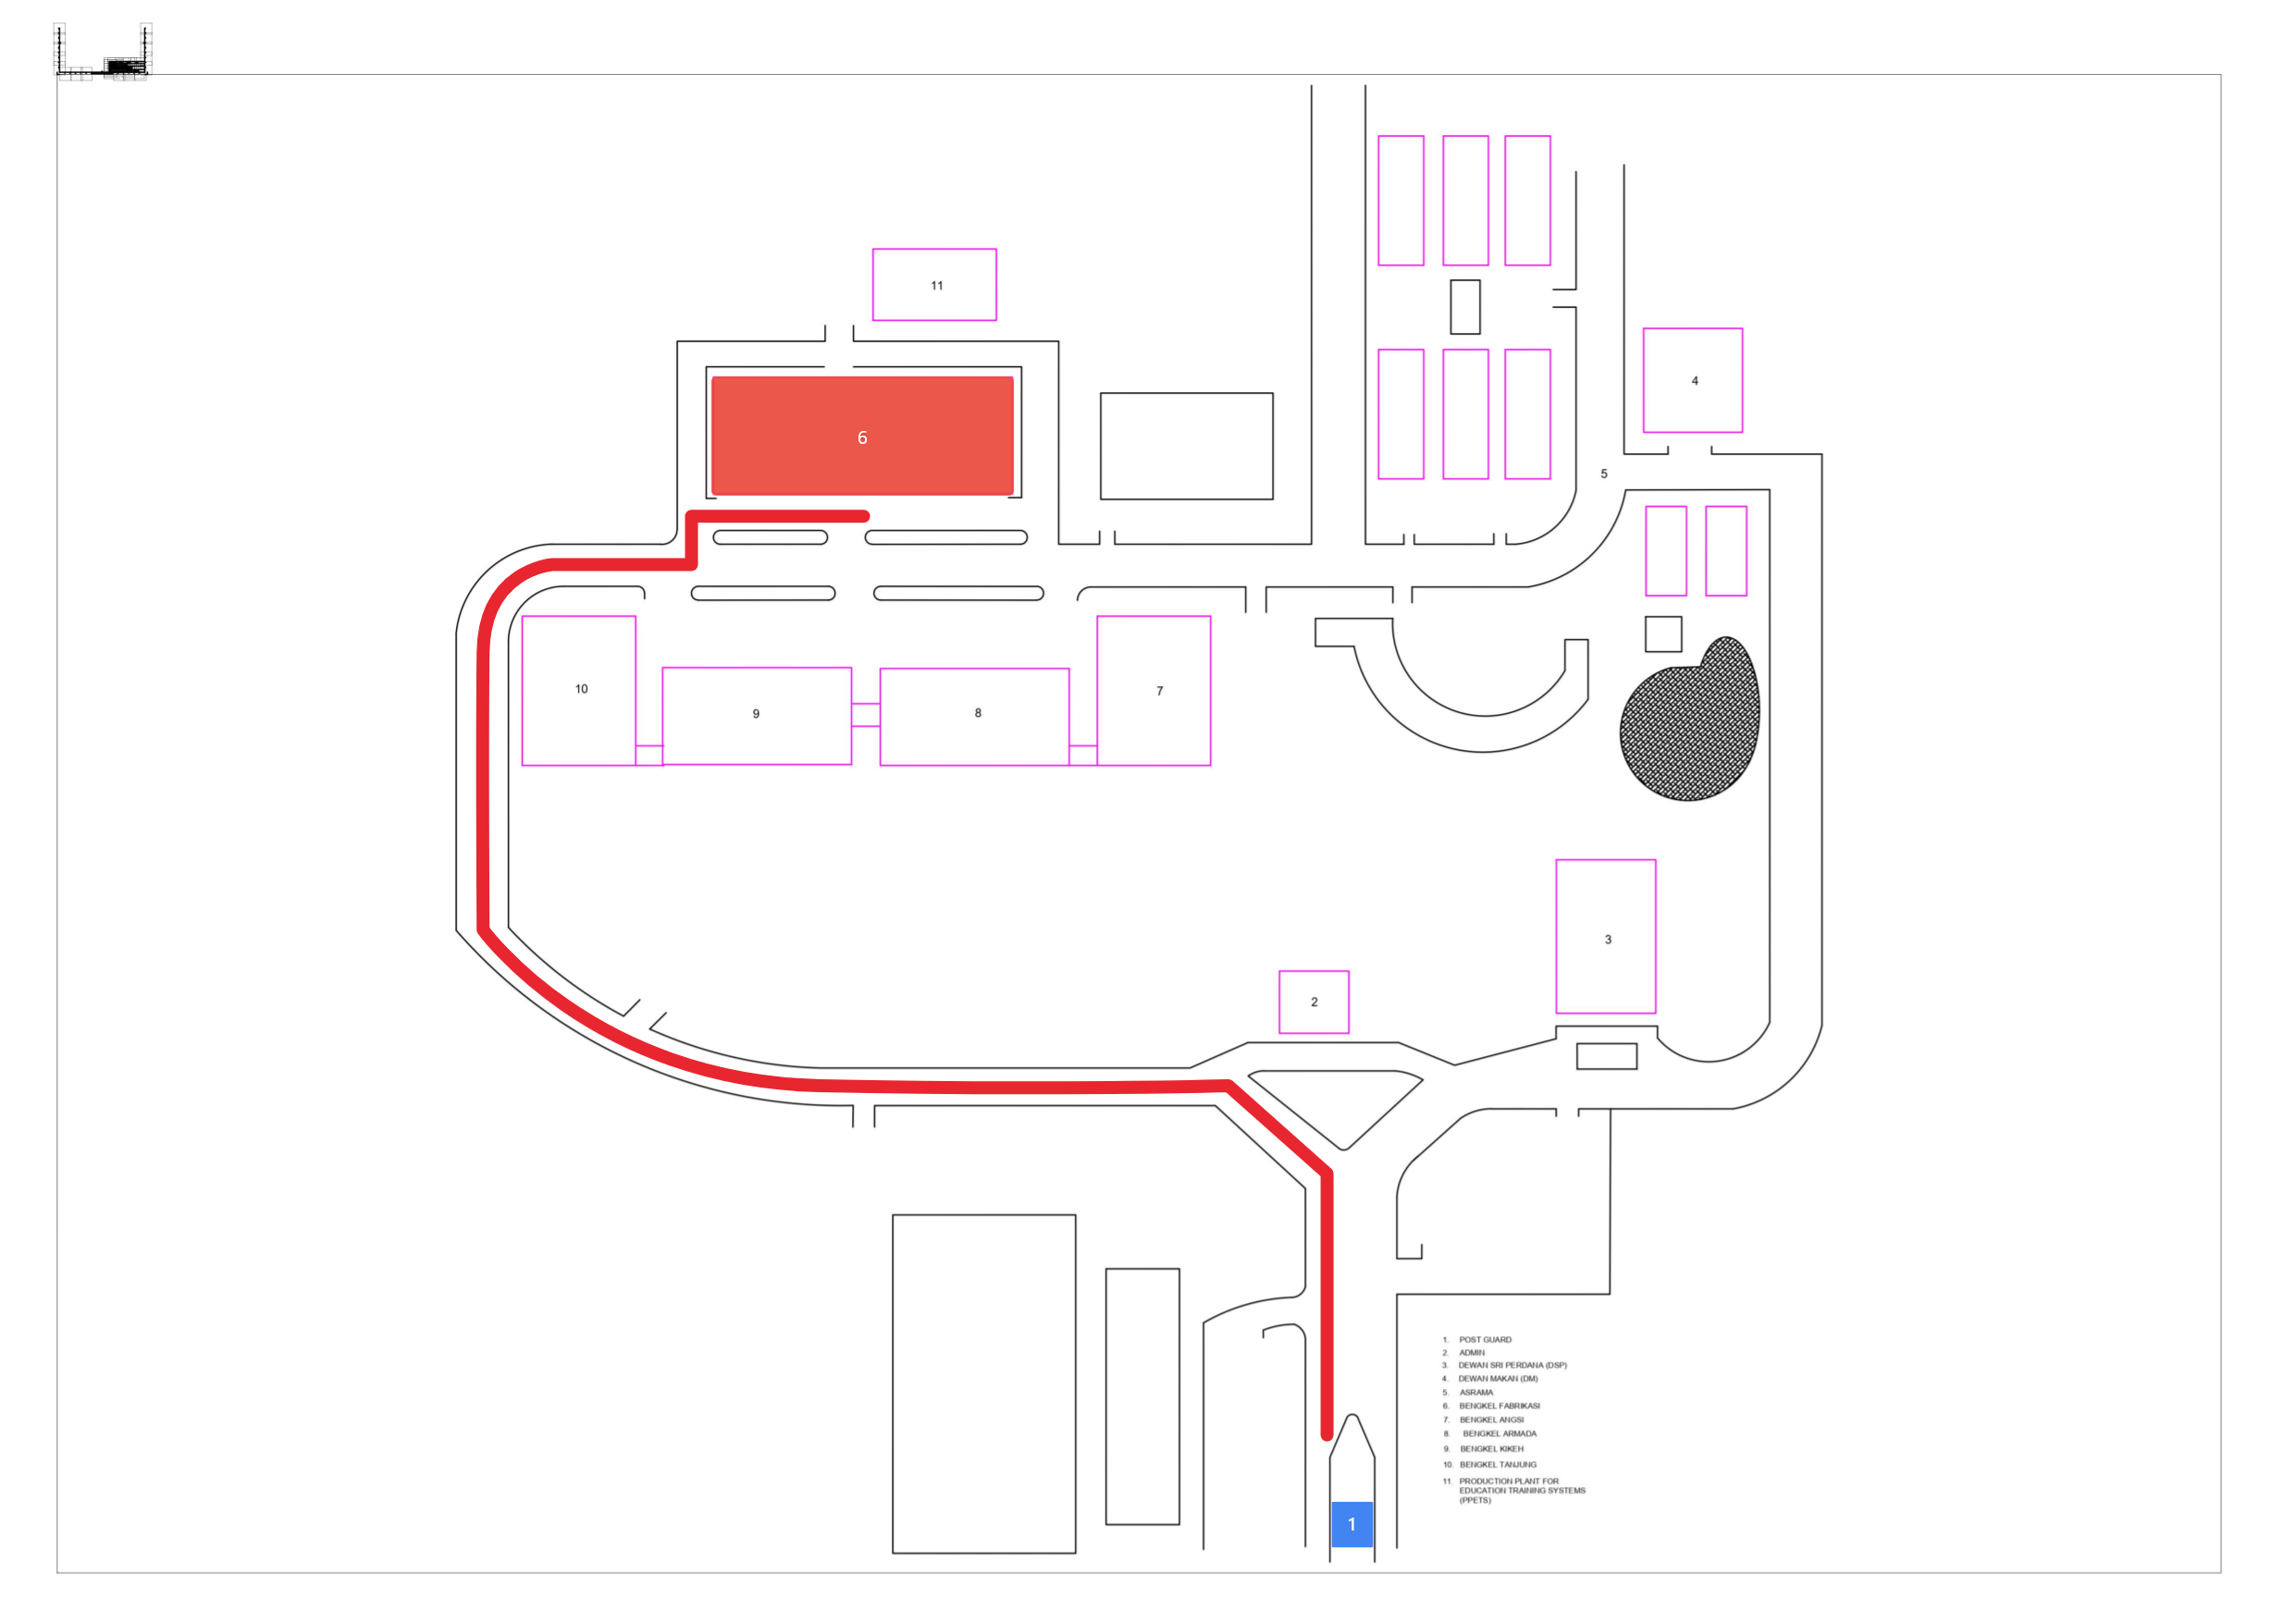 11
4
6
5
10
9
8
7
3
2
1. POST GUARD
2. ADMIN
3. DEWAN SRI PERDANA (DSP)
4. DEWAN MAKAN (DM)
5. ASRAMA
6. BENGKEL FABRIKASI
7. BENGKEL ANGSI
8. BENGKEL ARMADA
9. BENGKEL KIKEH
10. BENGKEL TANJUNG
11. PRODUCTION PLANT FOR
EDUCATION TRAINING SYSTEMS
(PPETS)
1